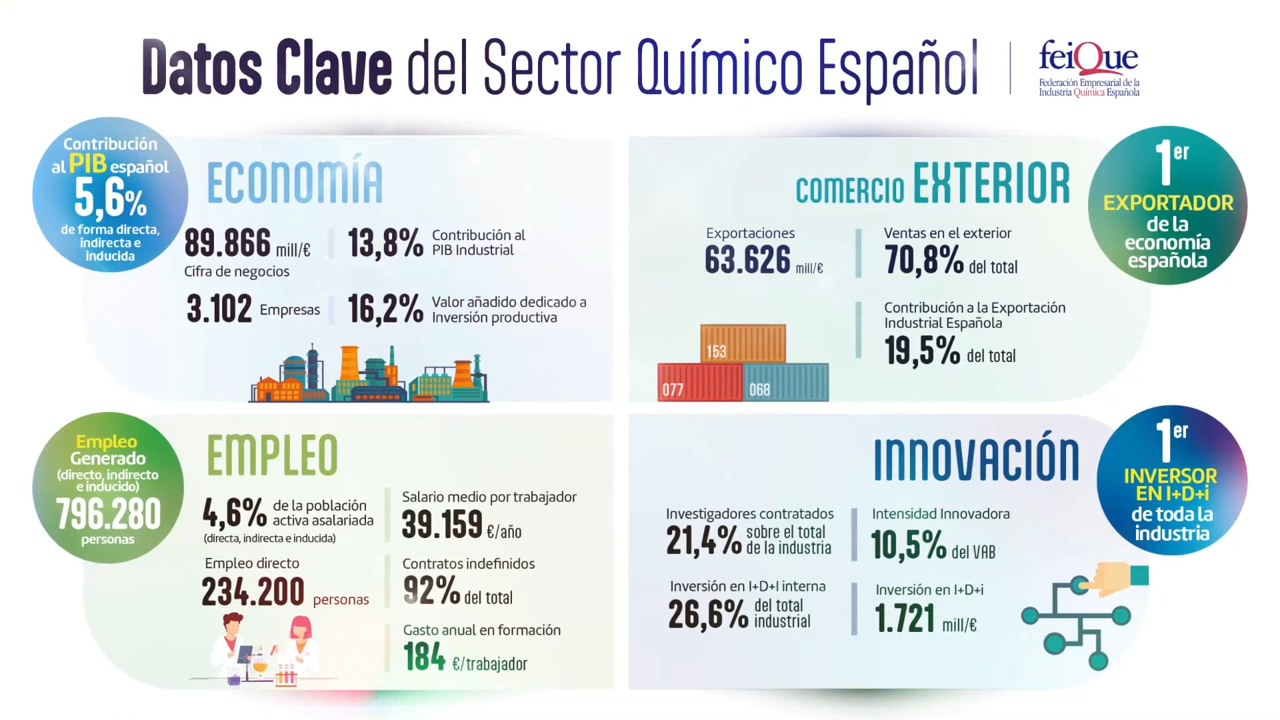 Datos Clave del Sector Químico Español
feiQue
Federación Empresarial de la
Industria Química Española
Contribución
al PIB español
5,6%
de forma directa,
indirecta e
inducida
ECONOMÍA
89.866 mill/€
Cifra de negocios
13,8% Contribución al
PIB Industrial
3.102 Empresas
16,2% Valor añadido dedicado a
Inversión productiva
COMERCIO EXTERIOR
1er
EXPORTADOR
de la
economía
española
Exportaciones
63.626 mill/€
Ventas en el exterior
70,8% del total
Contribución a la Exportación
Industrial Española
19,5% del total
153
077
068
Empleo
Generado
(directo, indirecto
e inducido)
796.280
personas
EMPLEO
4,6% de la población
activa asalariada
(directa, indirecta e inducida)
Empleo directo
234.200 personas
Salario medio por trabajador
39.159 €/año
Contratos indefinidos
92% del total
Gasto anual en formación
184 €/trabajador
INNOVACIÓN
1er
INVERSOR
EN I+D+i
de toda la
industria
Investigadores contratados
21,4% sobre el total
de la industria
Inversión en I+D+I interna
26,6% del total
industrial
Intensidad Innovadora
10,5% del VAB
Inversión en I+D+i
1.721 mill/€